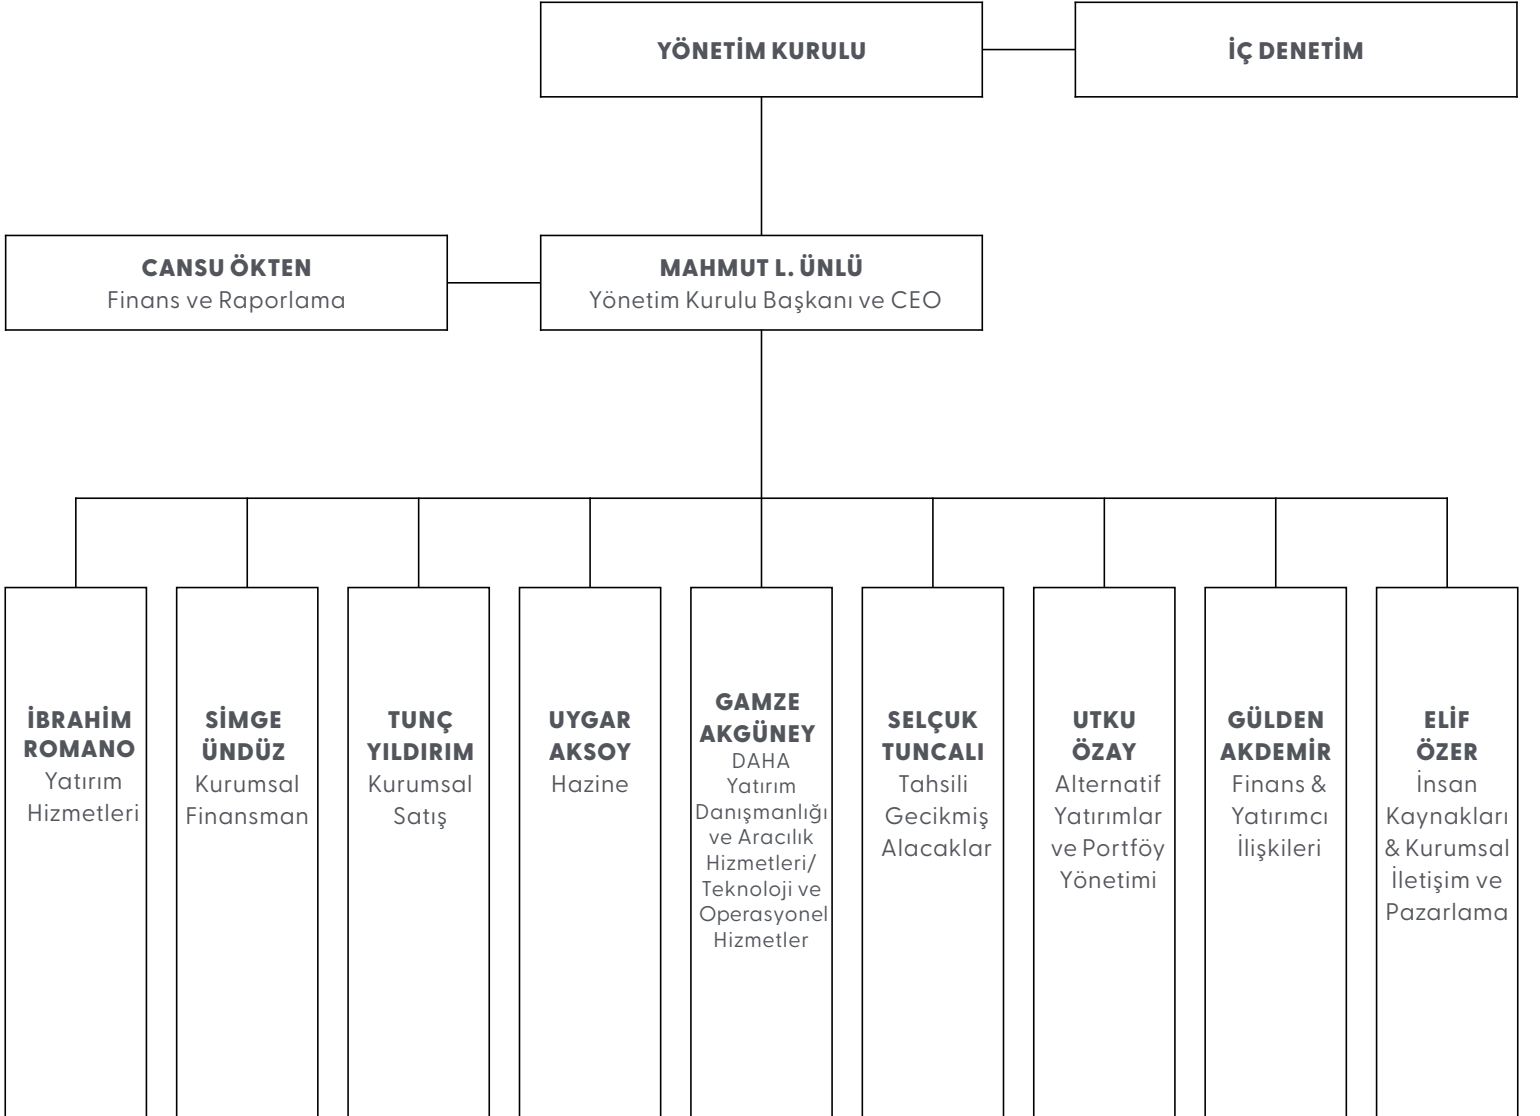 YÖNETİM KURULU
İÇ DENETİM
CANSU ÖKTEN
Finans ve Raporlama
MAHMUT L. ÜNLÜ
Yönetim Kurulu Başkanı ve CEO
İBRAHİM
ROMANO
Yatırım
Hizmetleri
SİMGE
ÜNDÜZ
Kurumsal
Finansman
TUNÇ
YILDIRIM
Kurumsal
Satış
UYGAR
AKSOY
Hazine
GAMZE
AKGÜNEY
DAHA
Yatırım
Danışmanlığı
ve Aracılık
Hizmetleri/
Teknoloji ve
Operasyonel
Hizmetler
SELÇUK
TUNCALI
Tahsili
Gecikmiş
Alacaklar
UTKU
ÖZAY
Alternatif
Yatırımlar
ve Portföy
Yönetimi
GÜLDEN
AKDEMİR
Finans &
Yatırımcı
İlişkileri
ELİF
ÖZER
İnsan
Kaynakları
& Kurumsal
İletişim ve
Pazarlama